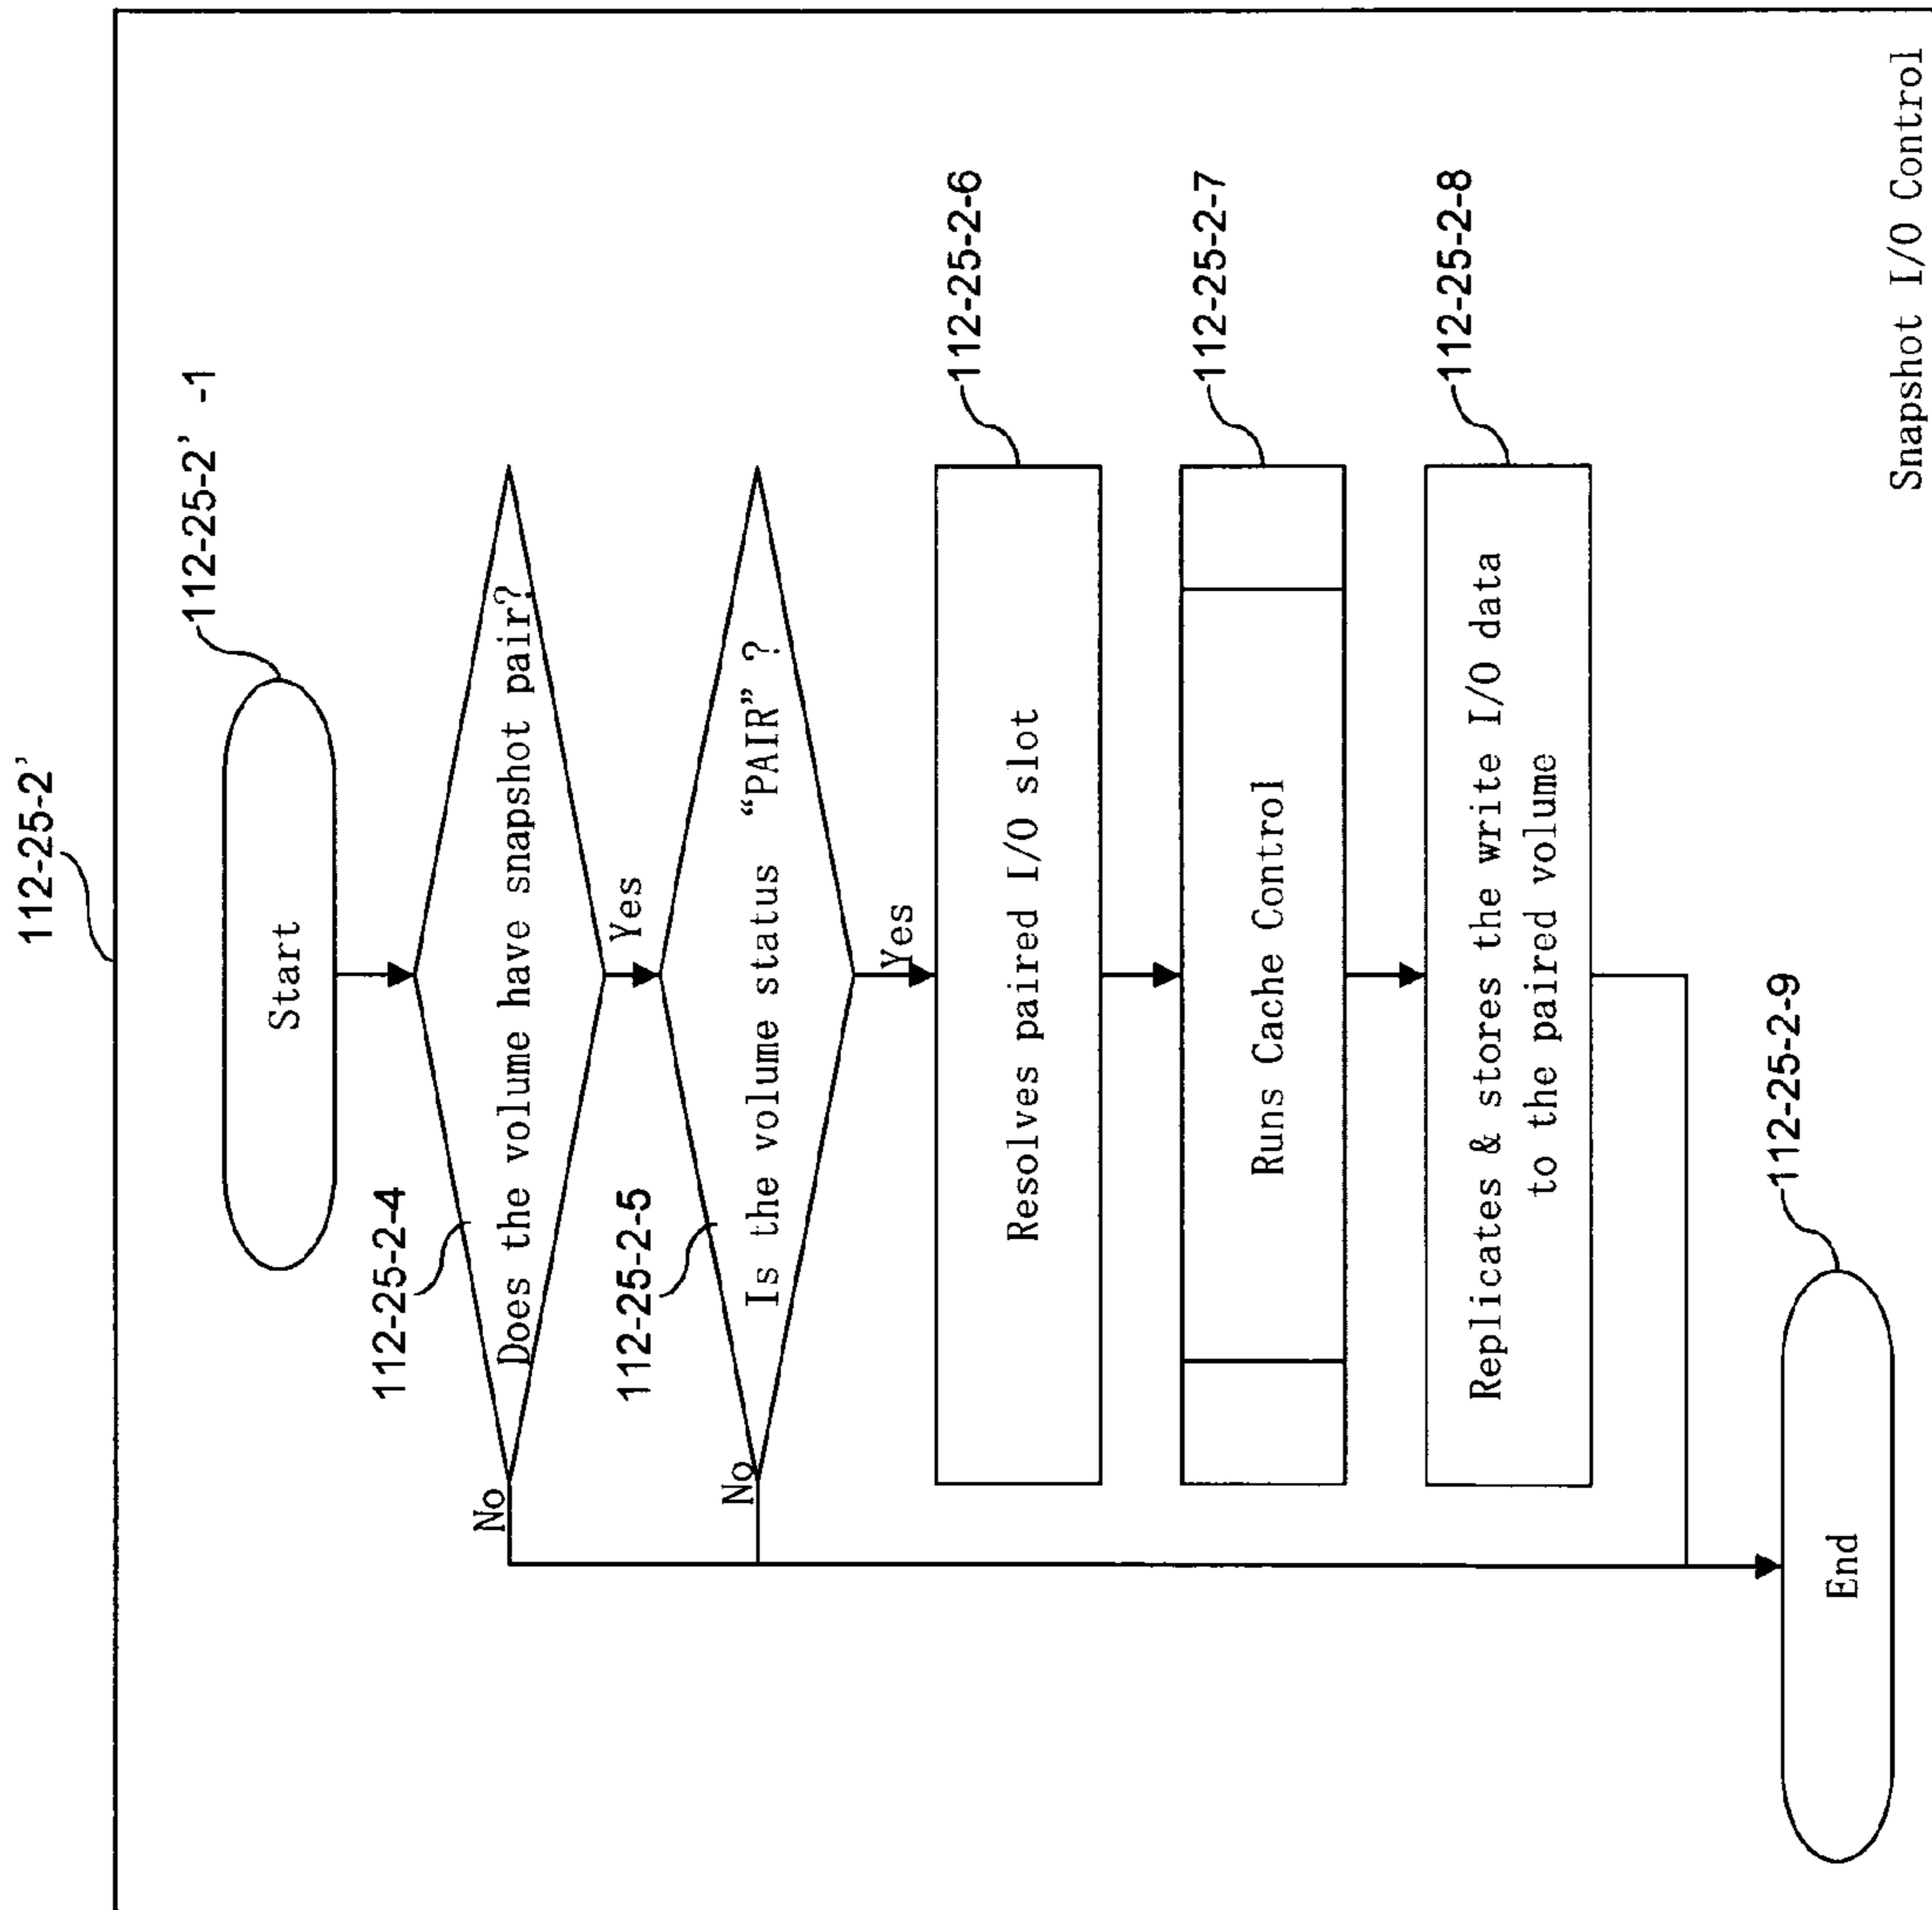 112-25-2’
112-25-2’ -1
Start
112-25-2-4
Does the volume have snapshot pair?
No
Yes
112-25-2-5
Is the volume status “PAIR” ?
No
Yes
112-25-2-6
Resolves paired I/O slot
112-25-2-7
Runs Cache Control
112-25-2-8
Replicates & stores the write I/O data
to the paired volume
112-25-2-9
End
Snapshot I/O Control